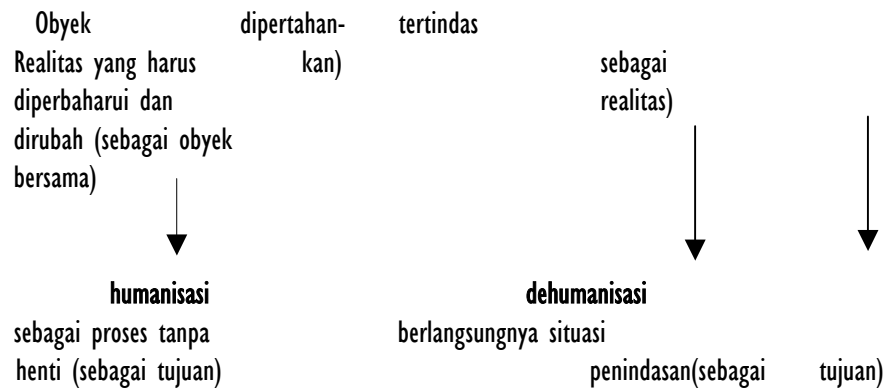 Obyek dipertahan- tertindas
Realitas yang harus kan) sebagai
diperbaharui dan realitas)
dirubah (sebagai obyek
bersama)
humanisasi dehumanisasi
sebagai proses tanpa berlangsungnya situasi
henti (sebagai tujuan) penindasan(sebagai tujuan)